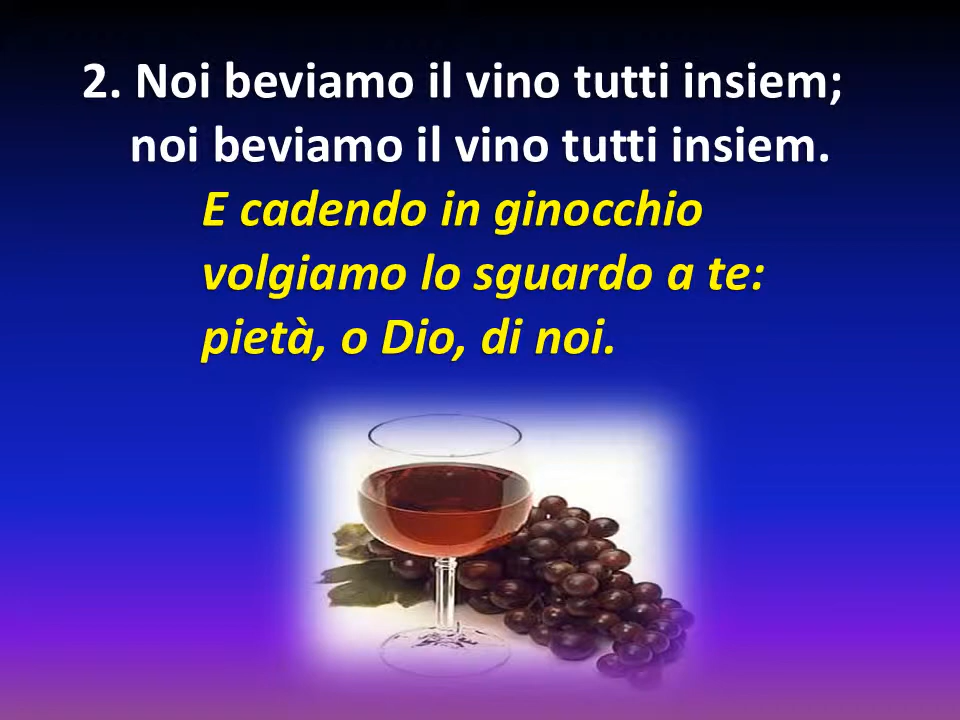 2. Noi beviamo il vino tutti insiem;
noi beviamo il vino tutti insiem.
E cadendo in ginocchio
volgiamo lo sguardo a te:
pietà, o Dio, di noi.